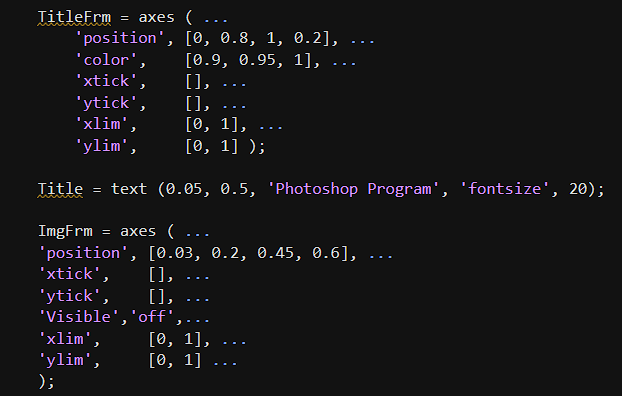 TitleFrm = axes ( ...
    'position', [0, 0.8, 1, 0.2], ...
    'color',    [0.9, 0.95, 1], ...
    'xtick',    [], ...
    'ytick',    [], ...
    'xlim',     [0, 1], ...
    'ylim',     [0, 1] );

Title = text (0.05, 0.5, 'Photoshop Program', 'fontsize', 20);

ImgFrm = axes ( ...
'position', [0.03, 0.2, 0.45, 0.6], ...
'xtick',    [], ...
'ytick',    [], ...
'Visible','off',...
'xlim',     [0, 1], ...
'ylim',     [0, 1] ...
);